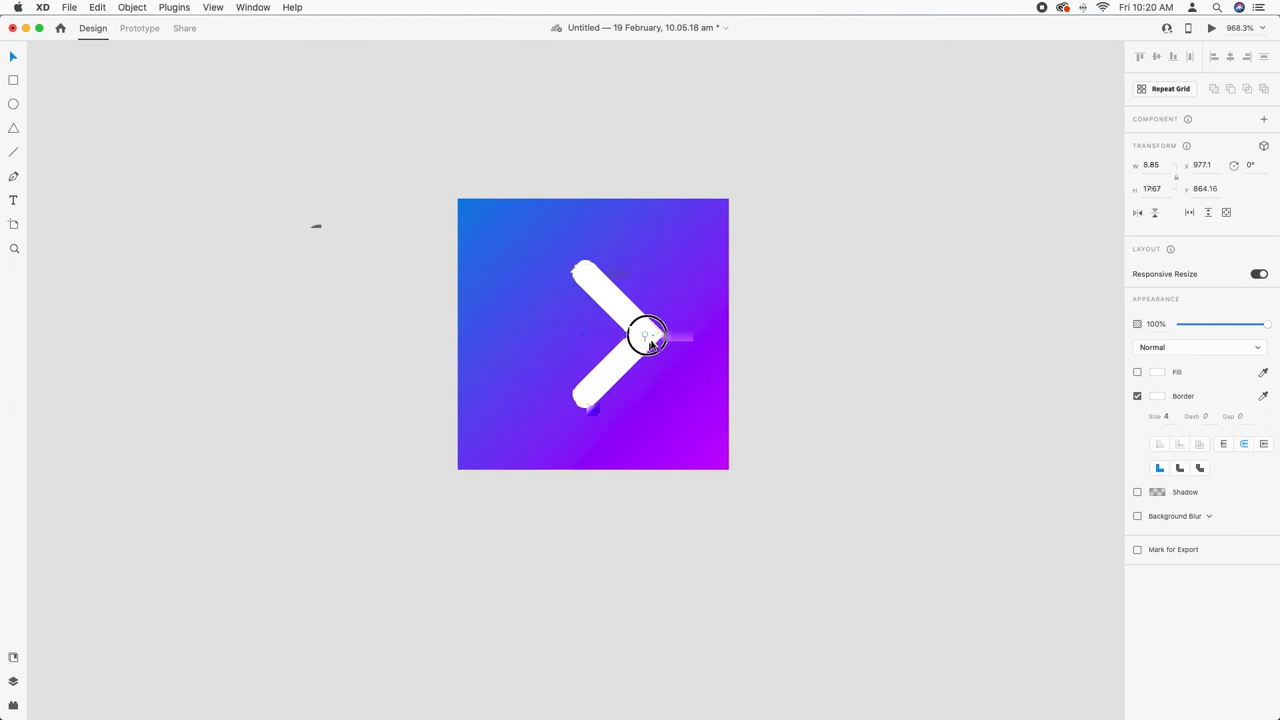 XD File Edit Object Plugins View Window Help Fri 10:20 AM
Design Prototype Share Untitled — 19 February, 10.05.18 am * 968.3%
Repeat Grid
COMPONENT
TRANSFORM
W 8.85 X 977.1 0°
H 17.67 Y 864.16
LAYOUT
Responsive Resize
APPEARANCE
100%
Normal
Fill
Border
Size 4 Dash 0 Gap 0
Shadow
Background Blur
Mark for Export